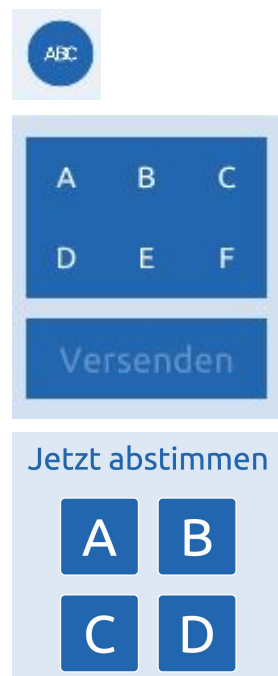 ABC
A B C
D E F
Versenden
Jetzt abstimmen
A B
C D